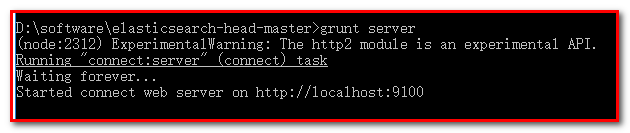 D:\software\elasticsearch-head-master>grunt server
(node:2312) ExperimentalWarning: The http2 module is an experimental API.
Running "connect:server" (connect) task
Waiting forever...
Started connect web server on http://localhost:9100